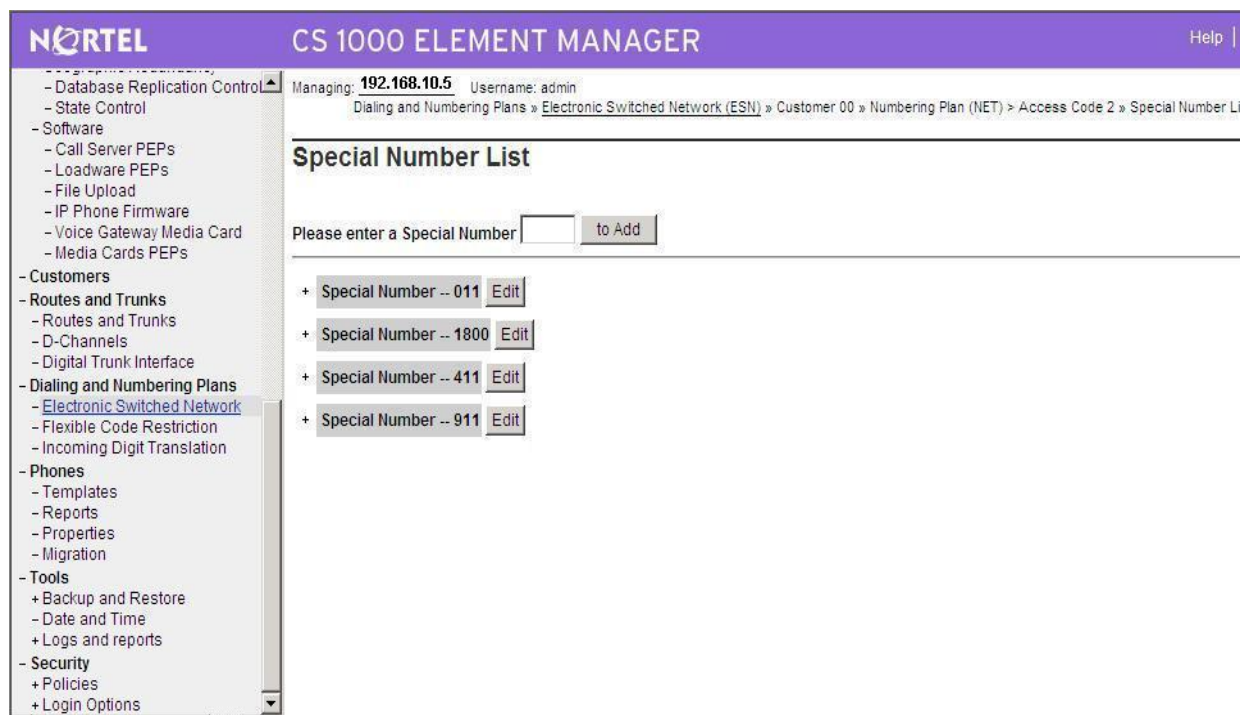 NORTEL
CS 1000 ELEMENT MANAGER
Help |
- Database Replication Control
- State Control
- Software
- Call Server PEPs
- Loadware PEPs
- File Upload
- IP Phone Firmware
- Voice Gateway Media Card
- Media Cards PEPs
- Customers
- Routes and Trunks
- Routes and Trunks
- D-Channels
- Digital Trunk Interface
- Dialing and Numbering Plans
- Electronic Switched Network
- Flexible Code Restriction
- Incoming Digit Translation
- Phones
- Templates
- Reports
- Properties
- Migration
- Tools
+ Backup and Restore
- Date and Time
+ Logs and reports
- Security
+ Policies
+ Login Options
Managing: 192.168.10.5 Username: admin
Dialing and Numbering Plans » Electronic Switched Network (ESN) » Customer 00 » Numbering Plan (NET) > Access Code 2 » Special Number Li
Special Number List
Please enter a Special Number to Add
+ Special Number -- 011 Edit
+ Special Number -- 1800 Edit
+ Special Number -- 411 Edit
+ Special Number -- 911 Edit